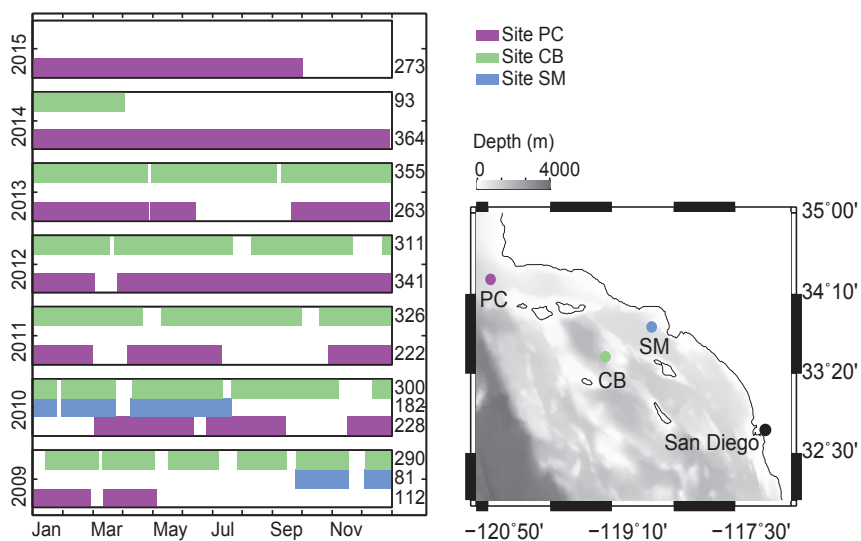 2015
273
93
2014
364
355
2013
263
311
2012
341
326
2011
222
300
2010
182
228
290
2009
81
112
Jan Mar May Jul Sep Nov
Site PC
Site CB
Site SM
Depth (m)
0 4000
35˚00'
34˚10'
33˚20'
32˚30'
PC
SM
CB
San Diego
−120˚50' −119˚10' −117˚30'